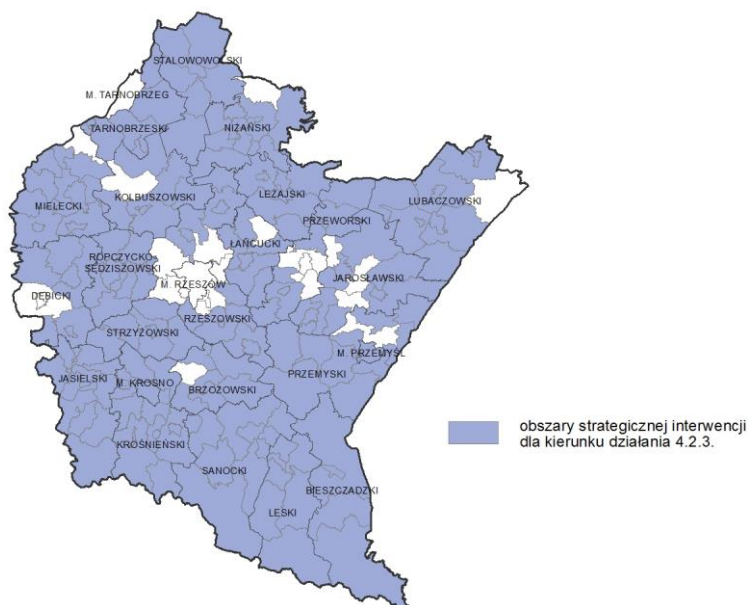 STALOWOWOLSKI
M. TARNOBRZEG
TARNOBRZESKI
NIŻAŃSKI
KOLBUSZOWSKI
LEŻAJSKI
MIELECKI
LUBACZOWSKI
PRZEWORSKI
ROPCZYCKO-
SĘDZISZOWSKI
ŁAŃCUCKI
JAROSŁAWSKI
M. RZESZÓW
DĘBICKI
RZESZOWSKI
STRZYŻOWSKI
M. PRZEMYŚL
JASIELSKI
M. KROSNO
BRZOZOWSKI
PRZEMYSKI
KROŚNIEŃSKI
SANOCKI
BIESZCZADZKI
LESKI
obszary strategicznej interwencji
dla kierunku działania 4.2.3.